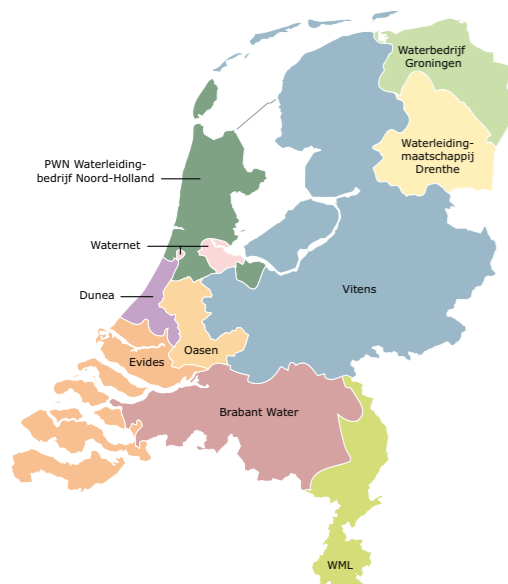 Waterbedrijf
Groningen
Waterleiding-
maatschappij
Drenthe
PWN Waterleiding-
bedrijf Noord-Holland
Waternet
Vitens
Dunea
Oasen
Evides
Brabant Water
WML